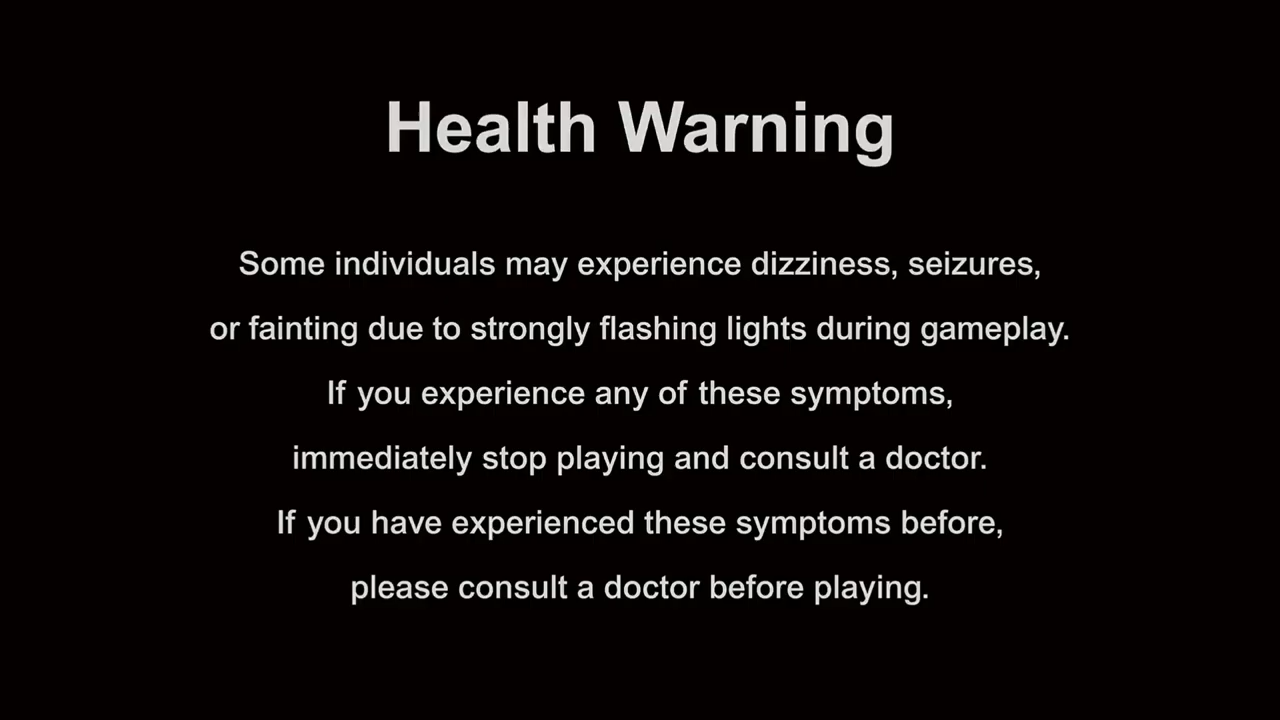 Health Warning
Some individuals may experience dizziness, seizures,
or fainting due to strongly flashing lights during gameplay.
If you experience any of these symptoms,
immediately stop playing and consult a doctor.
If you have experienced these symptoms before,
please consult a doctor before playing.